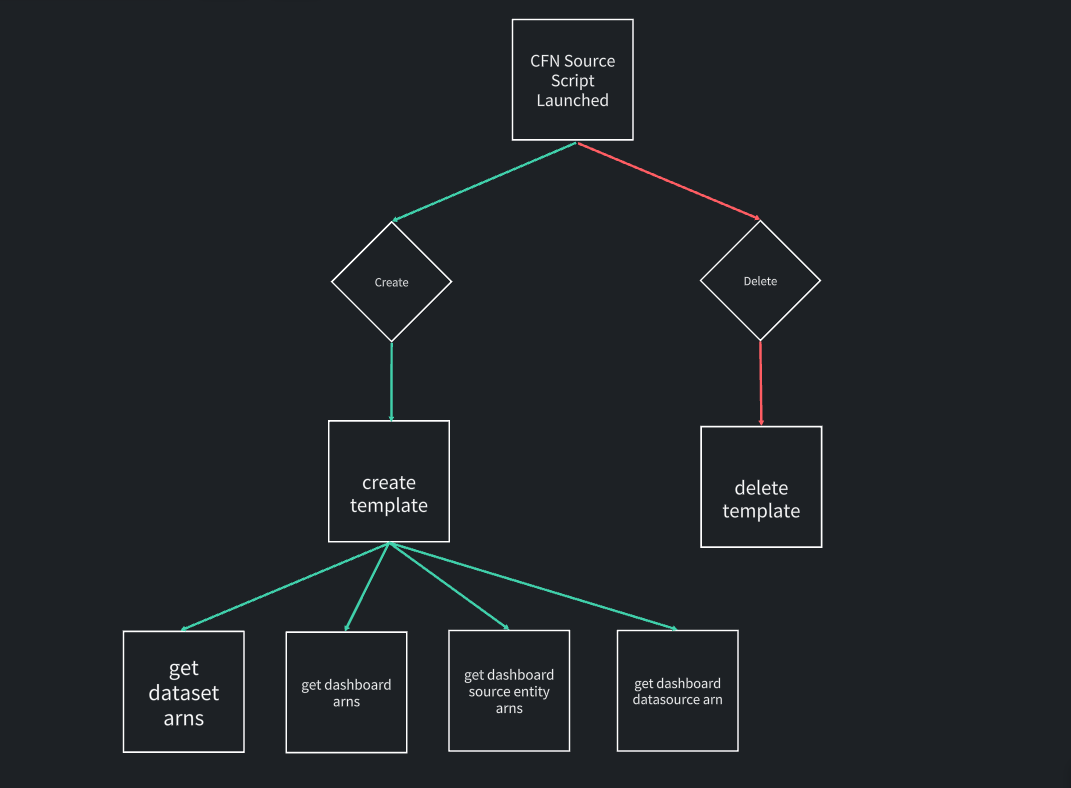 CFN Source
Script
Launched
Create
Delete
create
template
delete
template
get
dataset
arns
get dashboard
arns
get dashboard
source entity
arns
get dashboard
datasource arn